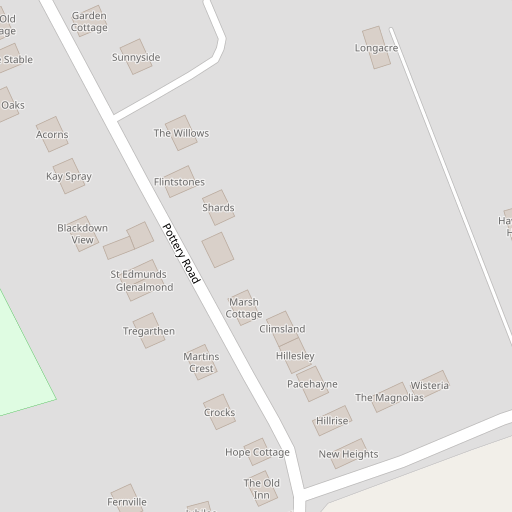 Old
Garden
Cottage
Sunnyside
Longacre
Stable
Oaks
Acorns
The Willows
Kay Spray
Flintstones
Shards
Blackdown
View
Pottery Road
St Edmunds
Glenalmond
Marsh
Cottage
Climsland
Tregarthen
Martins
Crest
Hillesley
Pacehayne
Wisteria
The Magnolias
Crocks
Hillrise
Hope Cottage
New Heights
The Old
Inn
Fernville